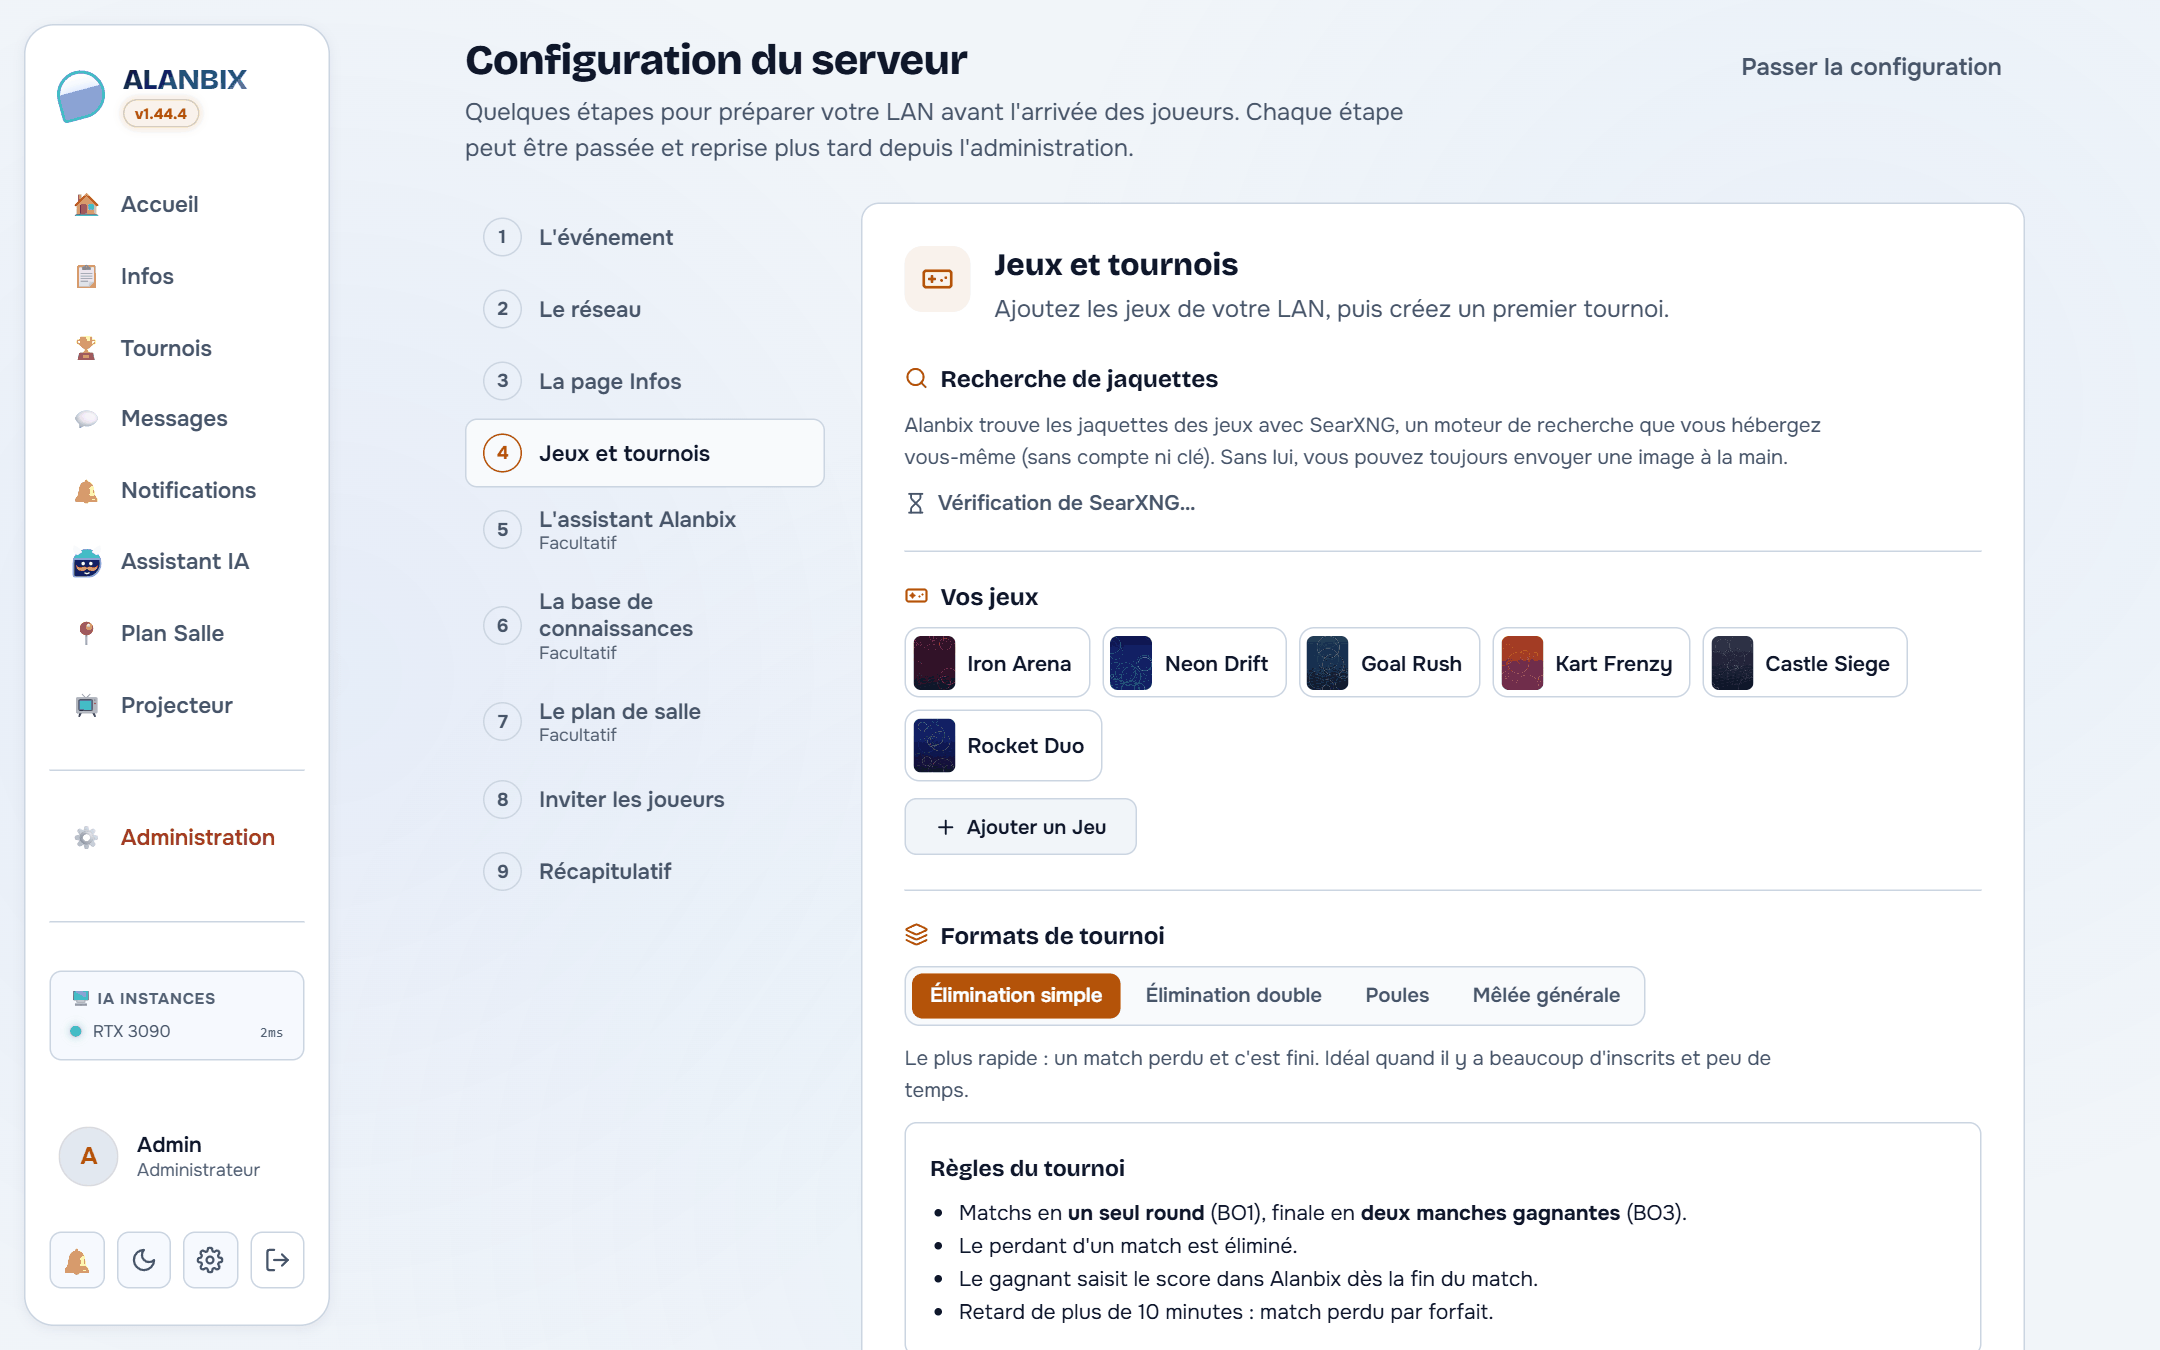 ALANBIX
v1.44.4
Accueil
Infos
Tournois
Messages
Notifications
Assistant IA
Plan Salle
Projecteur
Administration
IA INSTANCES
RTX 3090 2ms
A
Admin
Administrateur
Configuration du serveur
Passer la configuration
Quelques étapes pour préparer votre LAN avant l'arrivée des joueurs. Chaque étape
peut être passée et reprise plus tard depuis l'administration.
1 L'événement
2 Le réseau
3 La page Infos
4 Jeux et tournois
5 L'assistant Alanbix
Facultatif
6 La base de
connaissances
Facultatif
7 Le plan de salle
Facultatif
8 Inviter les joueurs
9 Récapitulatif
Jeux et tournois
Ajoutez les jeux de votre LAN, puis créez un premier tournoi.
Recherche de jaquettes
Alanbix trouve les jaquettes des jeux avec SearXNG, un moteur de recherche que vous hébergez
vous-même (sans compte ni clé). Sans lui, vous pouvez toujours envoyer une image à la main.
Vérification de SearXNG...
Vos jeux
Iron Arena Neon Drift Goal Rush Kart Frenzy Castle Siege
Rocket Duo
+ Ajouter un Jeu
Formats de tournoi
Élimination simple Élimination double Poules Mêlée générale
Le plus rapide : un match perdu et c'est fini. Idéal quand il y a beaucoup d'inscrits et peu de
temps.
Règles du tournoi
• Matchs en un seul round (BO1), finale en deux manches gagnantes (BO3).
• Le perdant d'un match est éliminé.
• Le gagnant saisit le score dans Alanbix dès la fin du match.
• Retard de plus de 10 minutes : match perdu par forfait.